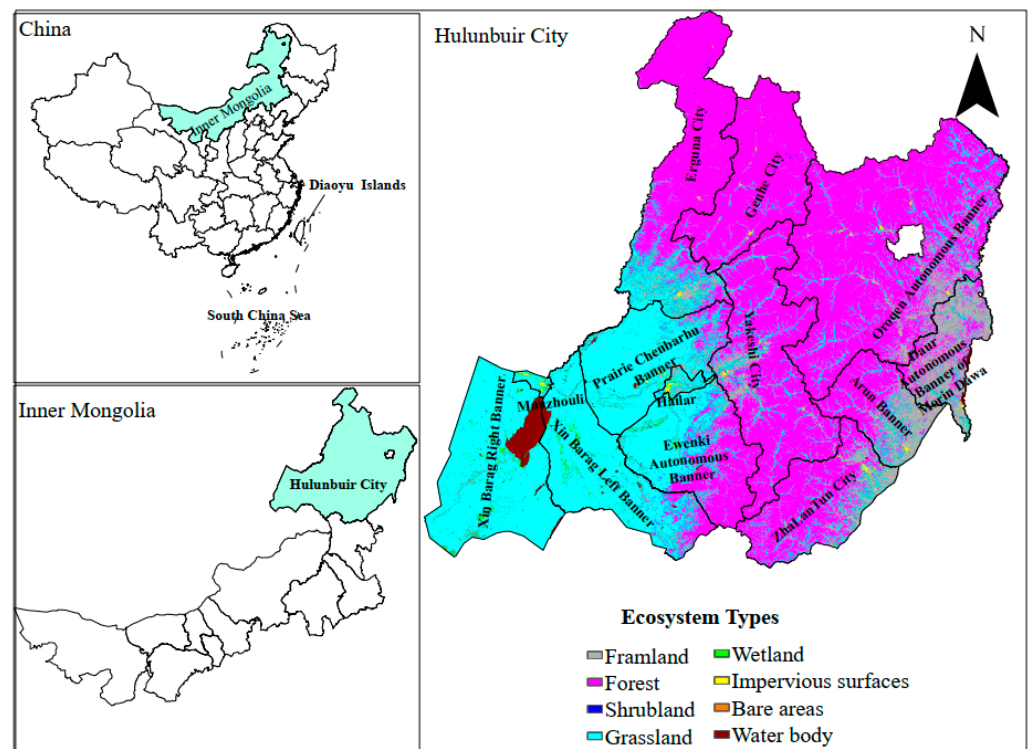 China
Inner Mongolia
Diaoyu Islands
South China Sea
Inner Mongolia
Hulunbuir City
Hulunbuir City
N
Erguna City
Genhe City
Oroqen Autonomous Banner
Yakeshi City
Prairie Chenbarhu
Banner
Hailar
Manzhouli
Xin Barag Right Banner
Xin Barag Left Banner
Ewenki
Autonomous
Banner
Arun Banner
Daur
Autonomous
Banner of
Morin Dawa
ZhaLanTun City
Ecosystem Types
Framland
Forest
Shrubland
Grassland
Wetland
Impervious surfaces
Bare areas
Water body